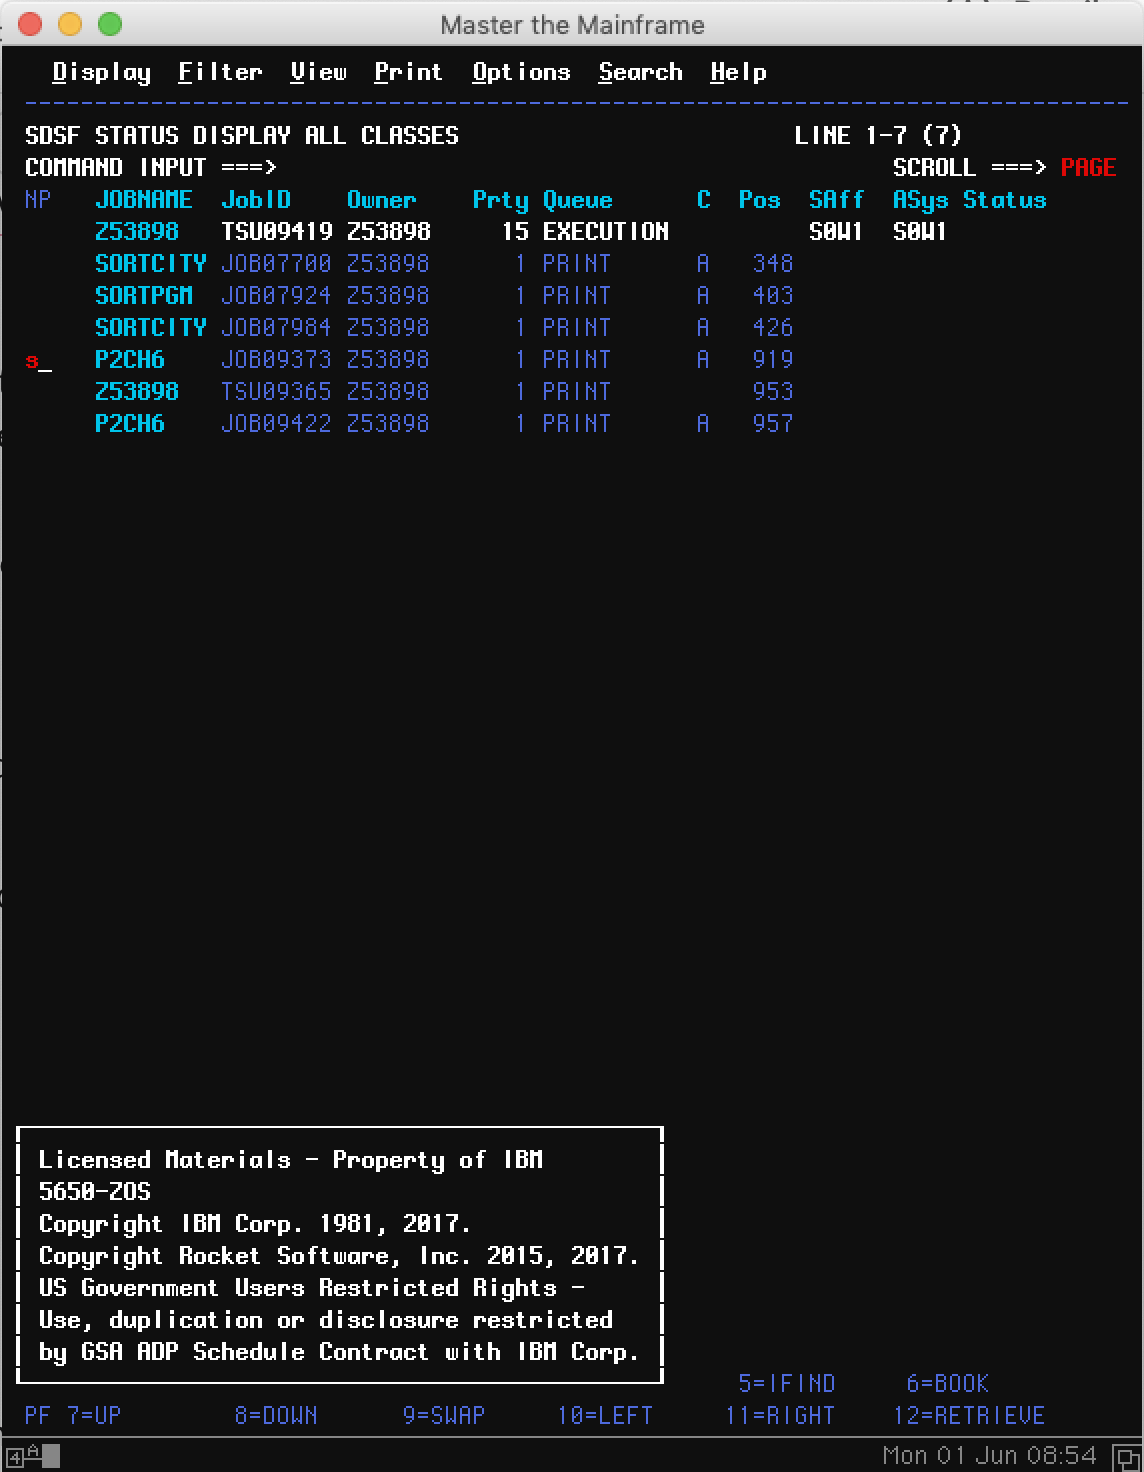 Master the Mainframe
Display Filter View Print Options Search Help
SDSF STATUS DISPLAY ALL CLASSES LINE 1-7 (7)
COMMAND INPUT ===> SCROLL ===> PAGE
NP JOBNAME JobID Owner Prty Queue C Pos SAff ASys Status
Z53898 TSU09419 Z53898 15 EXECUTION S0W1 S0W1
SORTCITY JOB07700 Z53898 1 PRINT A 348
SORTPGM JOB07924 Z53898 1 PRINT A 403
SORTCITY JOB07984 Z53898 1 PRINT A 426
s_ P2CH6 JOB09373 Z53898 1 PRINT A 919
Z53898 TSU09365 Z53898 1 PRINT 953
P2CH6 JOB09422 Z53898 1 PRINT A 957
Licensed Materials - Property of IBM
5650-ZOS
Copyright IBM Corp. 1981, 2017.
Copyright Rocket Software, Inc. 2015, 2017.
US Government Users Restricted Rights -
Use, duplication or disclosure restricted
by GSA ADP Schedule Contract with IBM Corp.
5=IFIND 6=BOOK
PF 7=UP 8=DOWN 9=SWAP 10=LEFT 11=RIGHT 12=RETRIEVE
4 A Mon 01 Jun 08:54